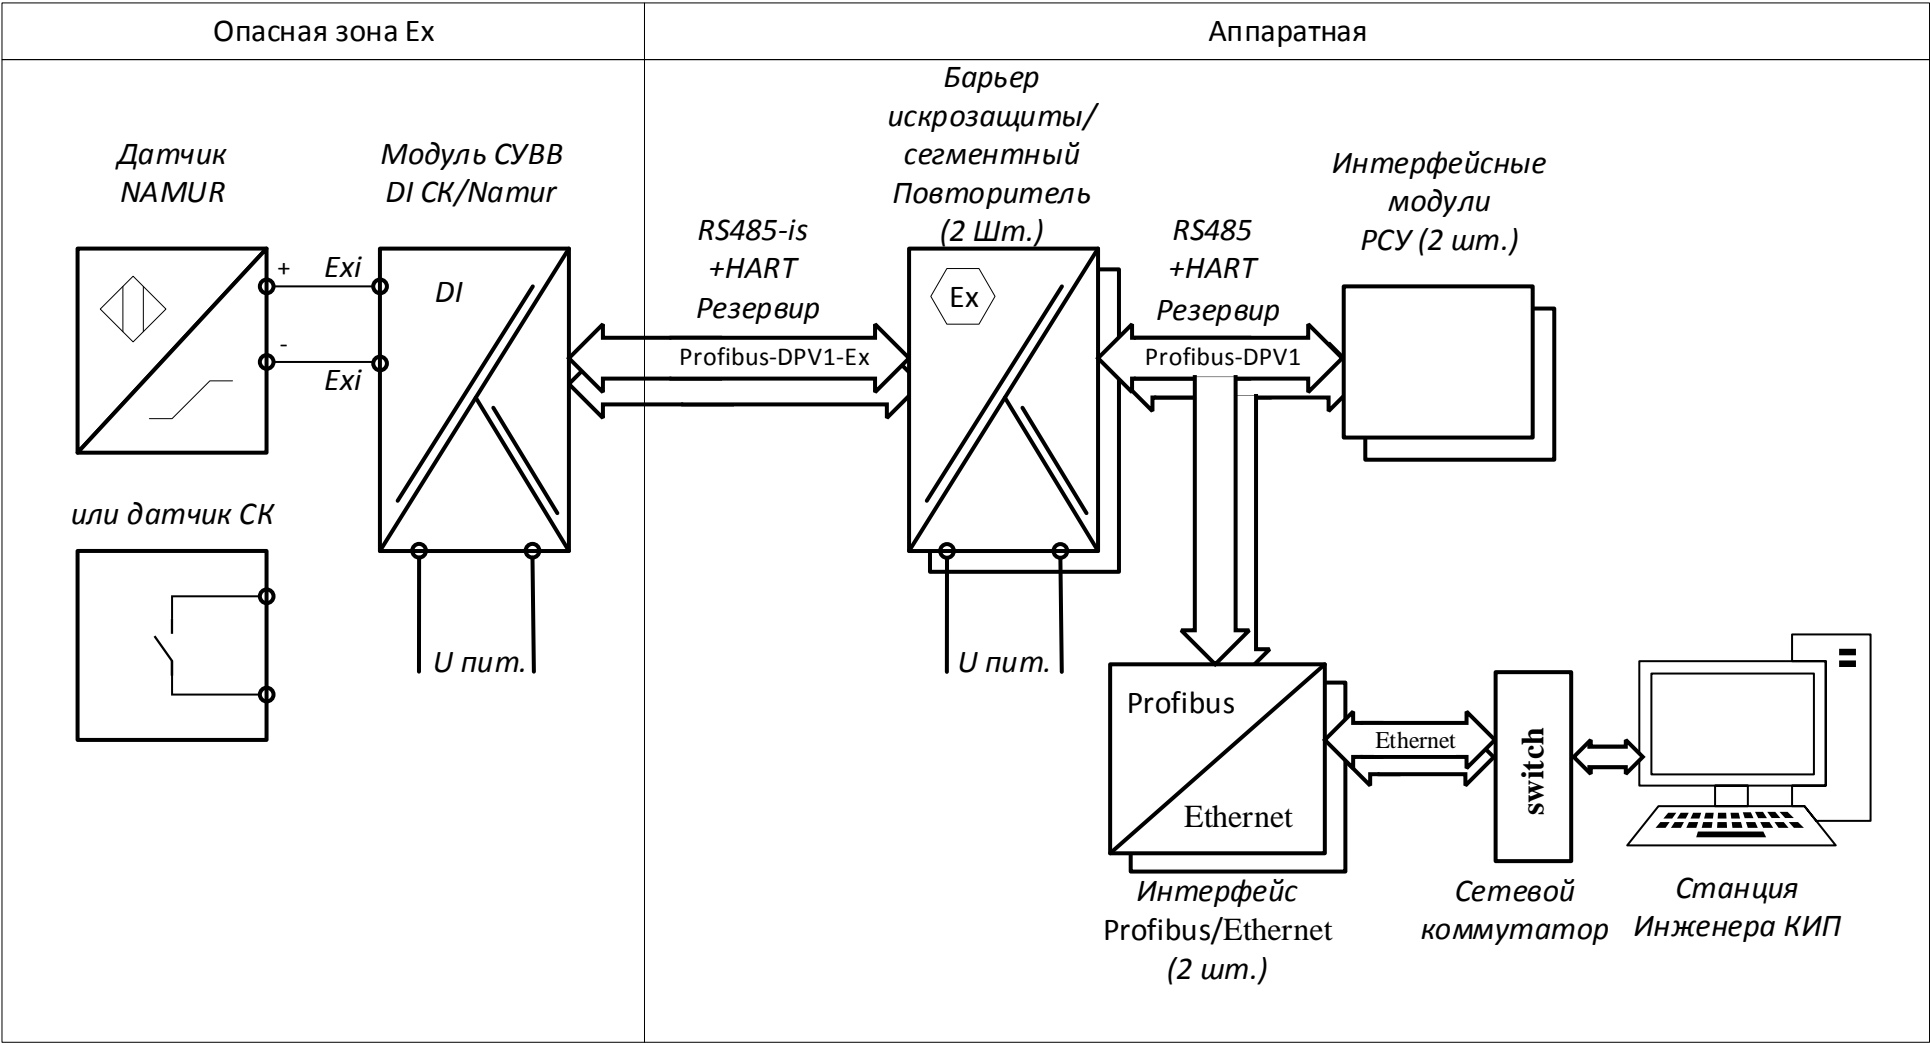 Опасная зона Ex
Аппаратная
Датчик
NAMUR
Модуль СУВВ
DI СК/Namur
Барьер
искрозащиты/
сегментный
Повторитель
(2 Шт.)
Интерфейсные
модули
РСУ (2 шт.)
RS485-is
+HART
Резервир
RS485
+HART
Резервир
+
Exi
-
Exi
DI
Ex
Profibus-DPV1-Ex
Profibus-DPV1
или датчик СК
U пит.
U пит.
Profibus
Ethernet
Ethernet
switch
Интерфейс
Profibus/Ethernet
(2 шт.)
Сетевой
коммутатор
Станция
Инженера КИП